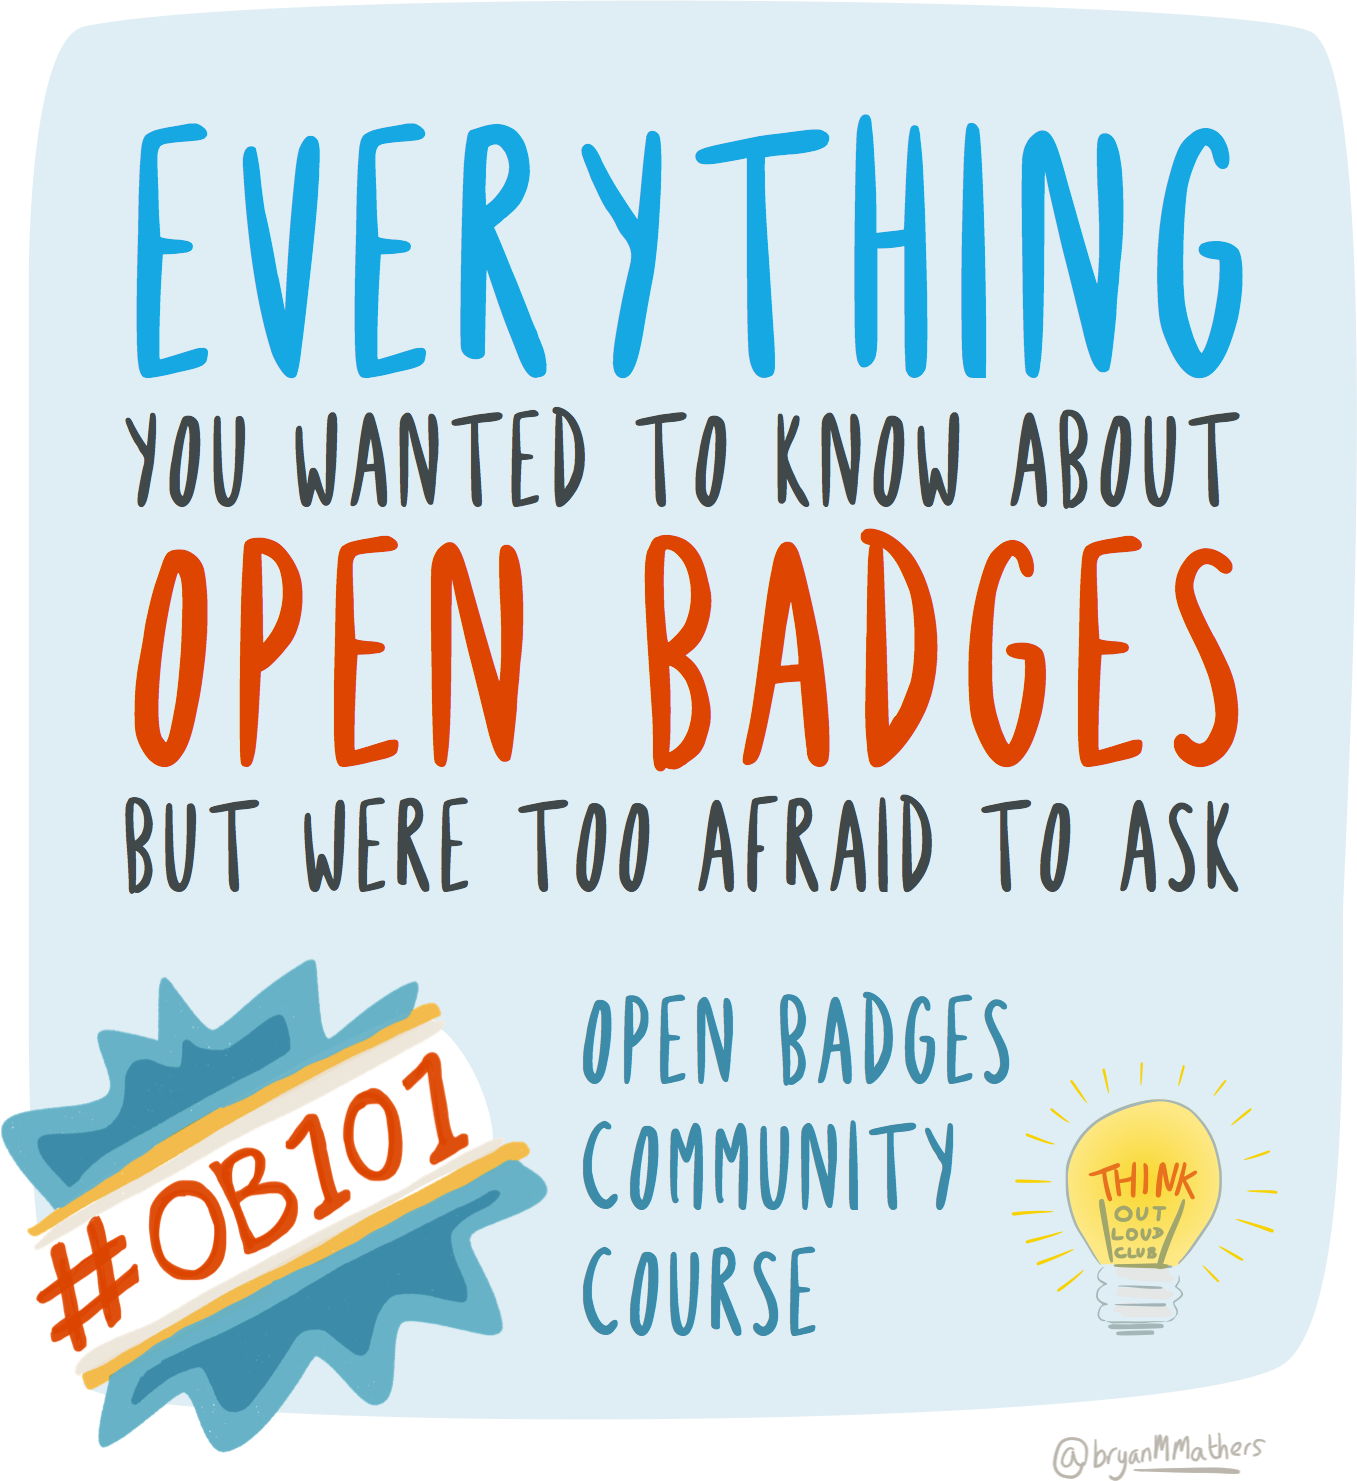 EVERYTHING
YOU WANTED TO KNOW ABOUT
OPEN BADGES
BUT WERE TOO AFRAID TO ASK
#OB101
OPEN BADGES
COMMUNITY
COURSE
THINK
OUT
LOUD
CLUB
@bryanMMathers